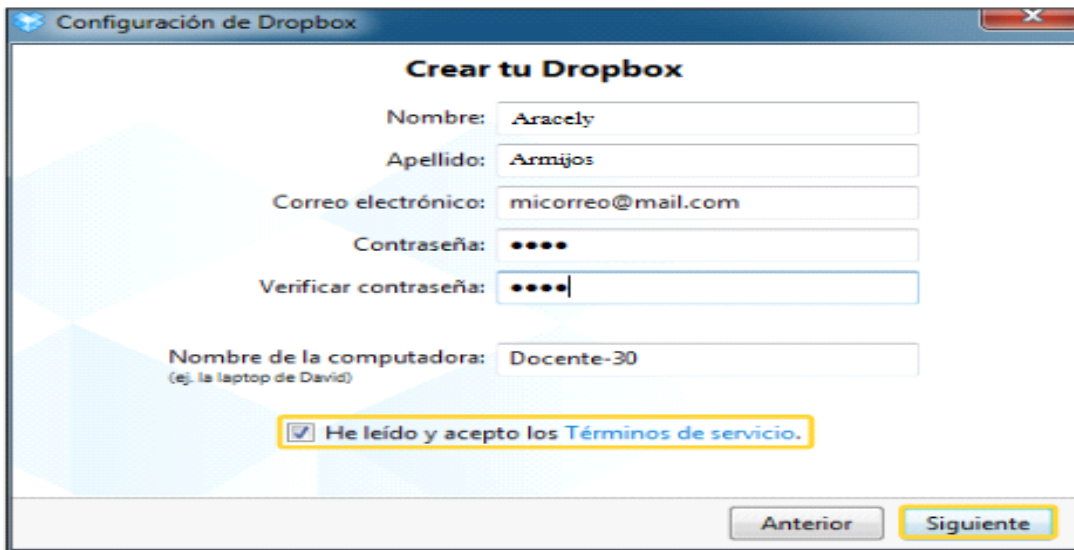 Configuración de Dropbox
Crear tu Dropbox
Nombre: Aracely
Apellido: Armijos
Correo electrónico: micorreo@mail.com
Contraseña: ••••
Verificar contraseña: ••••
Nombre de la computadora: Docente-30
(ej. la laptop de David)
He leído y acepto los Términos de servicio.
Anterior Siguiente